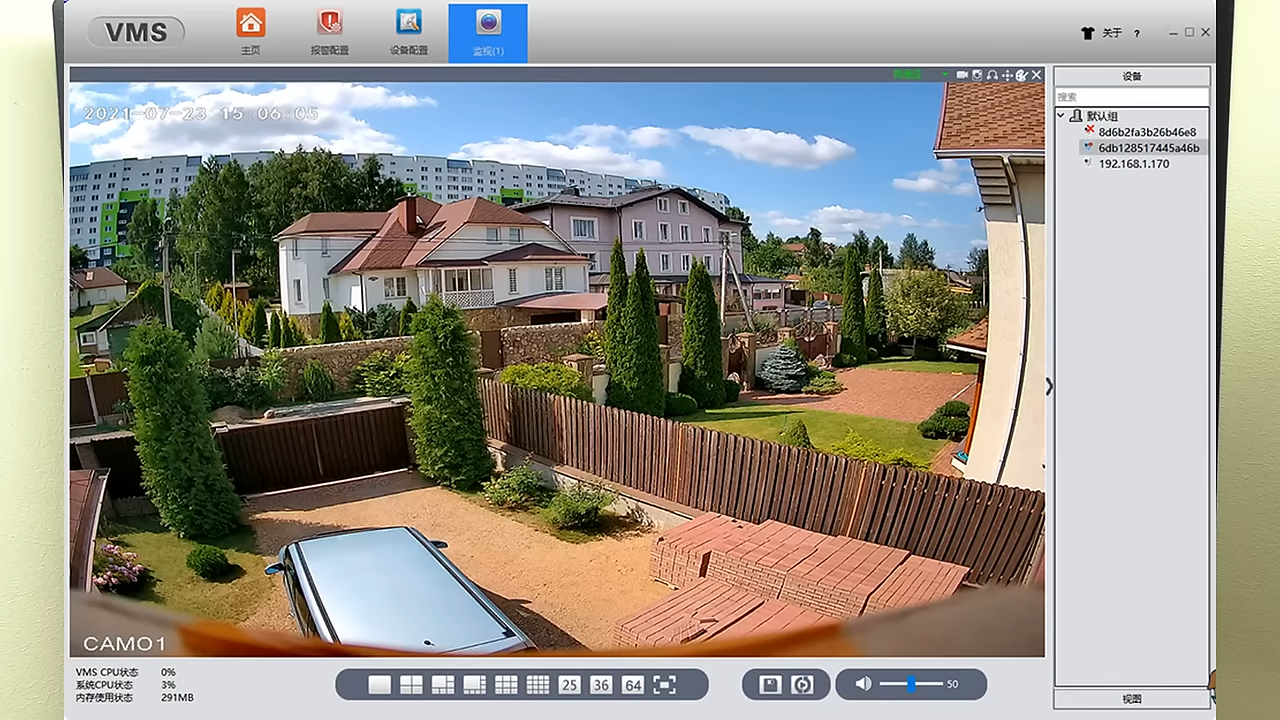 VMS
主页
报警配置
设备配置
监视(1)
关于 ?
自适应
2021-07-23 15:06:05
CAM01
设备
搜索
默认组
8d6b2fa3b26b46e8
6db128517445a46b
192.168.1.170
VMS CPU状态 0%
系统CPU状态 3%
内存使用状态 291MB
25 36 64
50
视图